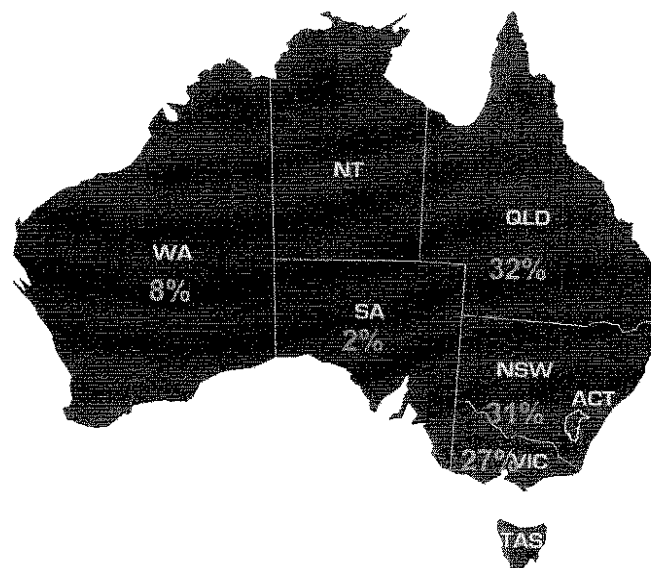 NT
QLD
WA
32%
8%
SA
2%
NSW
ACT
31%
27% VIC
TAS